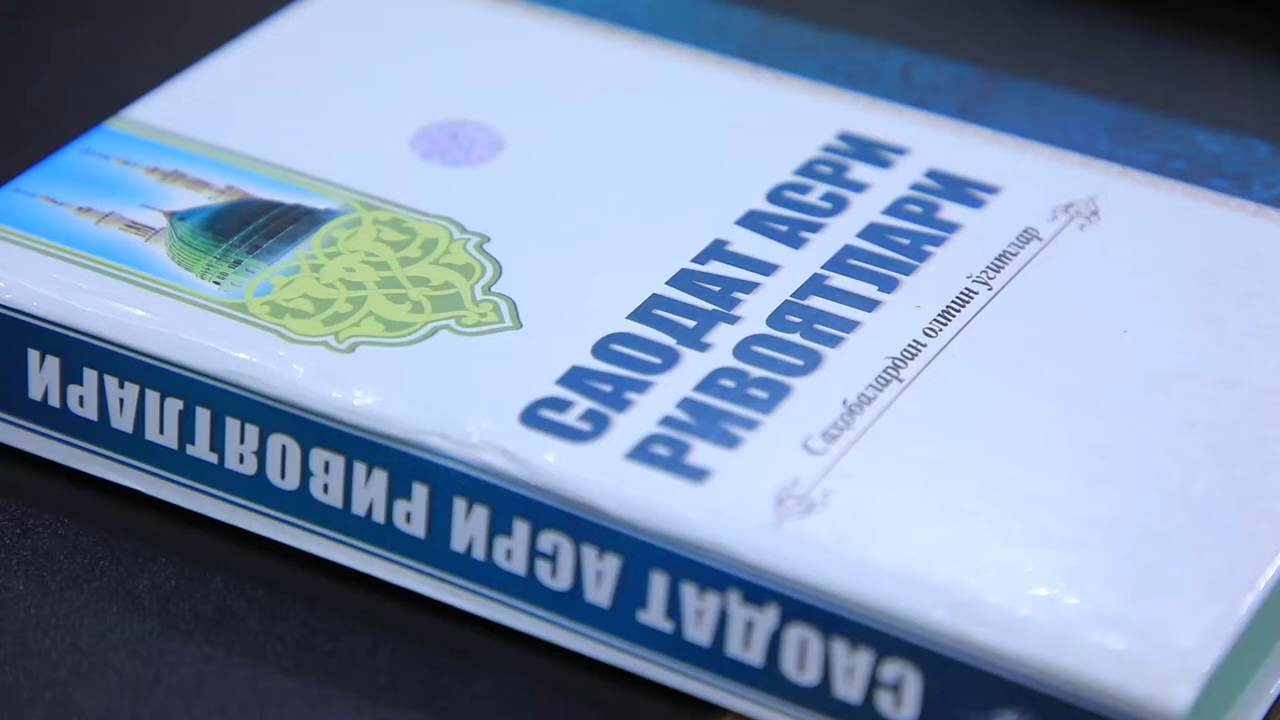 САОДАТ АСРИ
РИВОЯТЛАРИ
Саҳобалардан олтин ўгитлар
САОДАТ АСРИ РИВОЯТЛАРИ